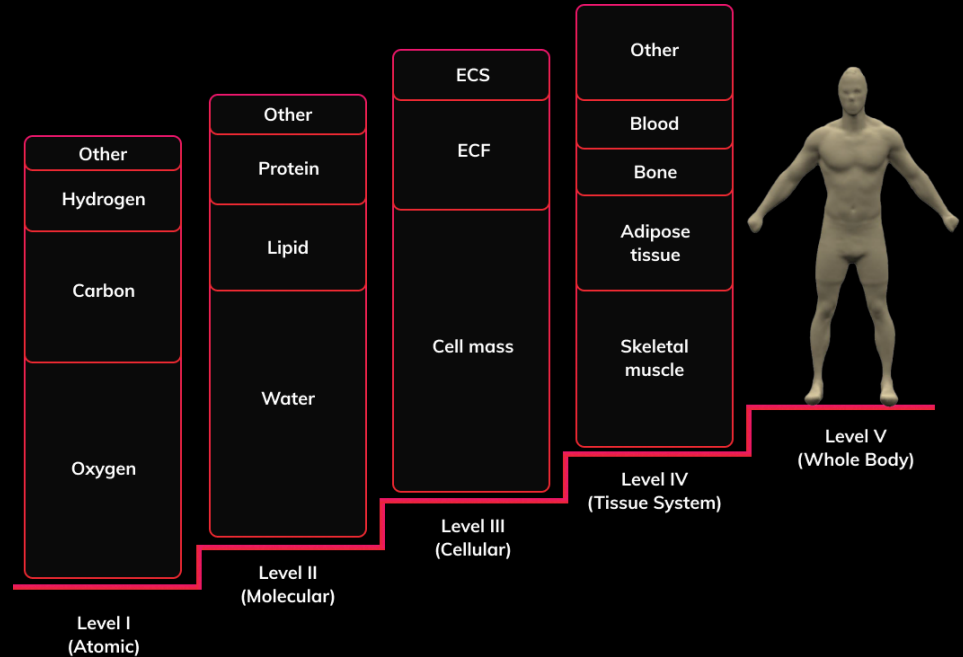 Other
Hydrogen
Carbon
Oxygen
Level I
(Atomic)
Other
Protein
Lipid
Water
Level II
(Molecular)
ECS
ECF
Cell mass
Level III
(Cellular)
Other
Blood
Bone
Adipose
tissue
Skeletal
muscle
Level IV
(Tissue System)
Level V
(Whole Body)